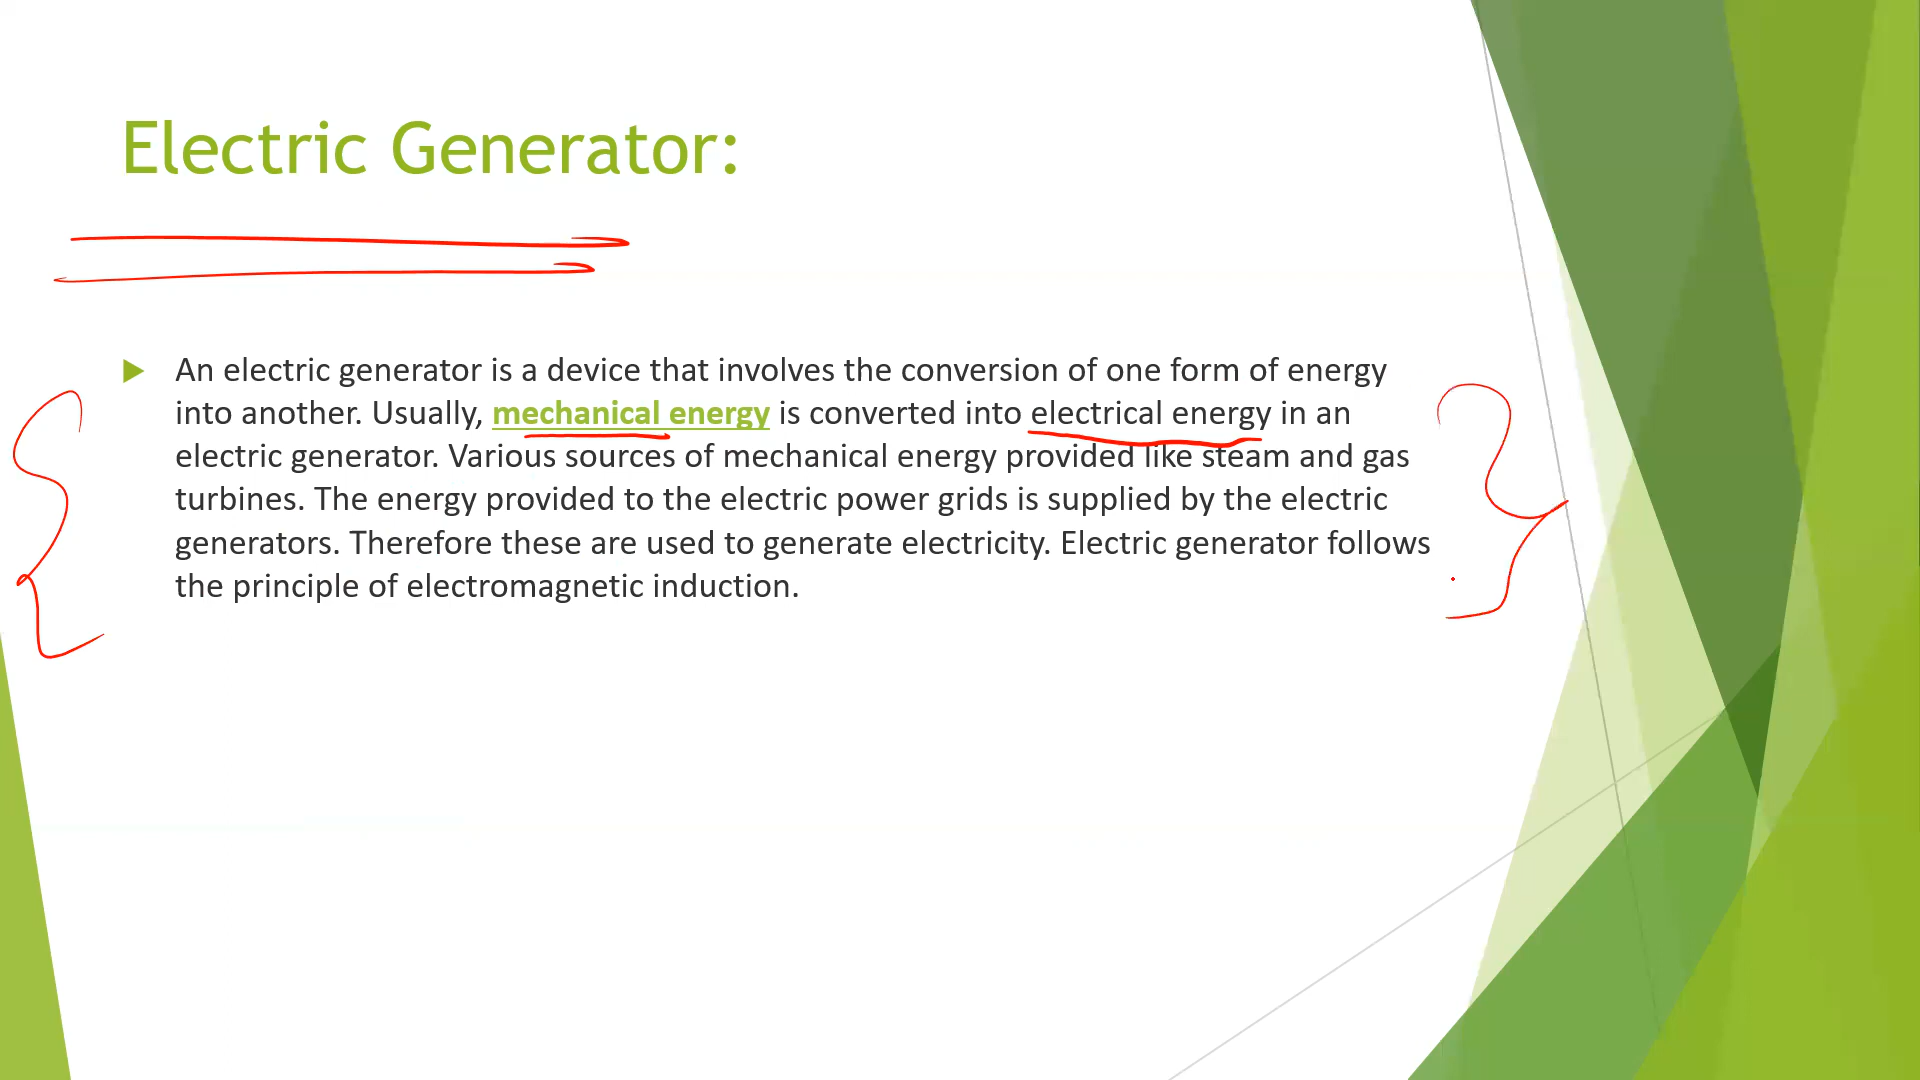 Electric Generator:
An electric generator is a device that involves the conversion of one form of energy
into another. Usually, mechanical energy is converted into electrical energy in an
electric generator. Various sources of mechanical energy provided like steam and gas
turbines. The energy provided to the electric power grids is supplied by the electric
generators. Therefore these are used to generate electricity. Electric generator follows
the principle of electromagnetic induction.